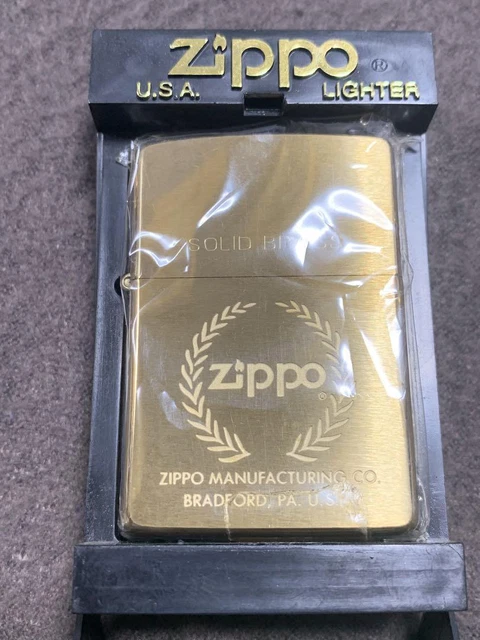 Zippo®
U.S.A. LIGHTER
SOLID BRASS
Zippo®
ZIPPO MANUFACTURING CO.
BRADFORD, PA. U.S.A.